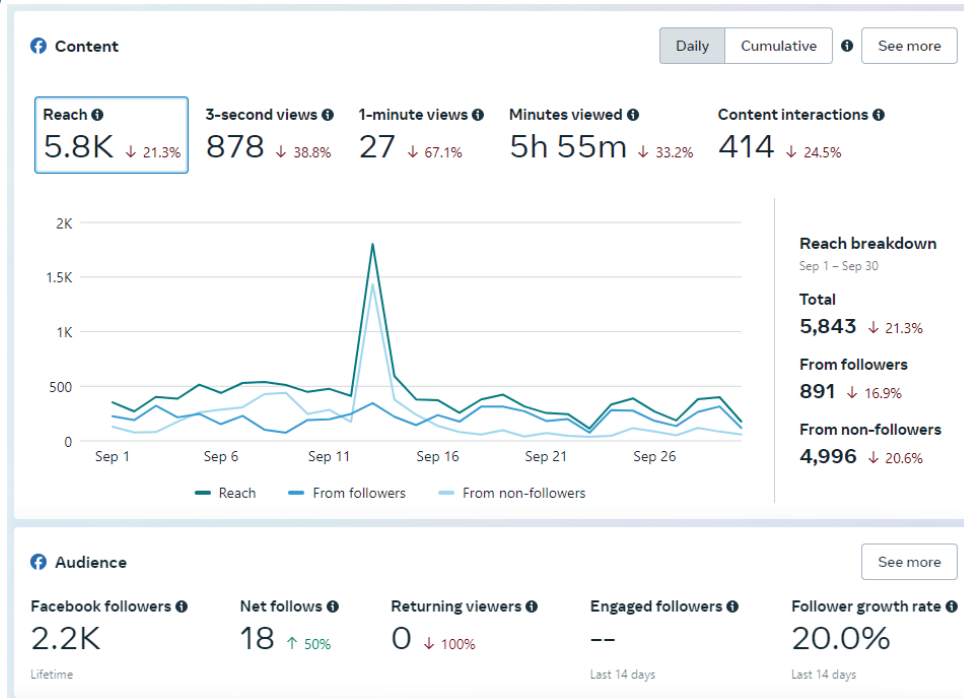 Content
Daily Cumulative See more
Reach 3-second views 1-minute views Minutes viewed Content interactions
5.8K ↓ 21.3% 878 ↓ 38.8% 27 ↓ 67.1% 5h 55m ↓ 33.2% 414 ↓ 24.5%
2K
1.5K
1K
500
0
Sep 1 Sep 6 Sep 11 Sep 16 Sep 21 Sep 26
Reach From followers From non-followers
Reach breakdown
Sep 1 – Sep 30
Total
5,843 ↓ 21.3%
From followers
891 ↓ 16.9%
From non-followers
4,996 ↓ 20.6%
Audience
See more
Facebook followers Net follows Returning viewers Engaged followers Follower growth rate
2.2K 18 ↑ 50% 0 ↓ 100% -- 20.0%
Lifetime Last 14 days Last 14 days